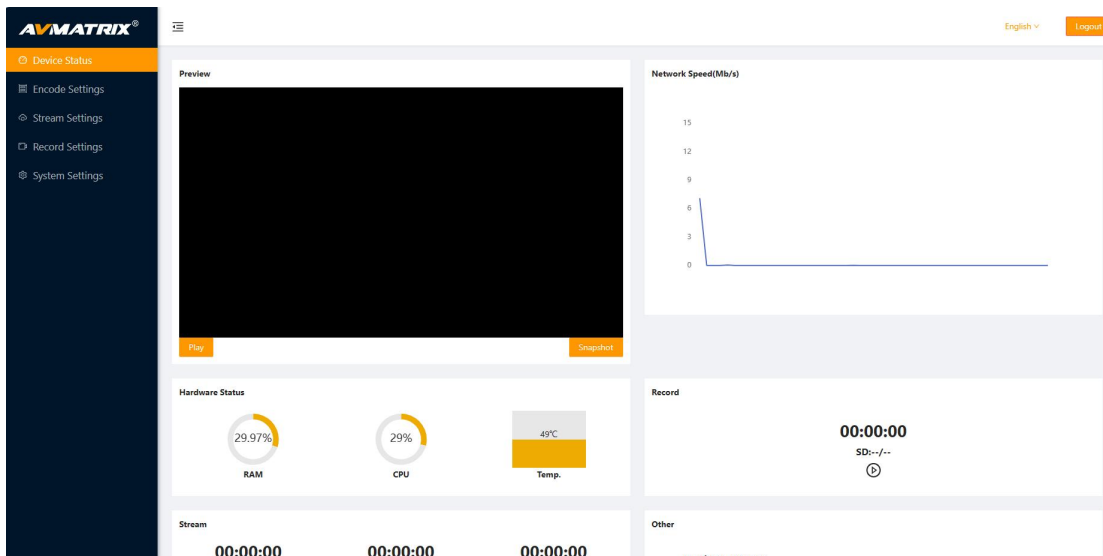 AVMATRIX®
English
Logout
Device Status
Encode Settings
Stream Settings
Record Settings
System Settings
Preview
Play
Snapshot
Network Speed(Mb/s)
15
12
9
6
3
0
Hardware Status
29.97%
RAM
29%
CPU
49℃
Temp.
Record
00:00:00
SD:--/--
Stream
00:00:00
00:00:00
00:00:00
Other